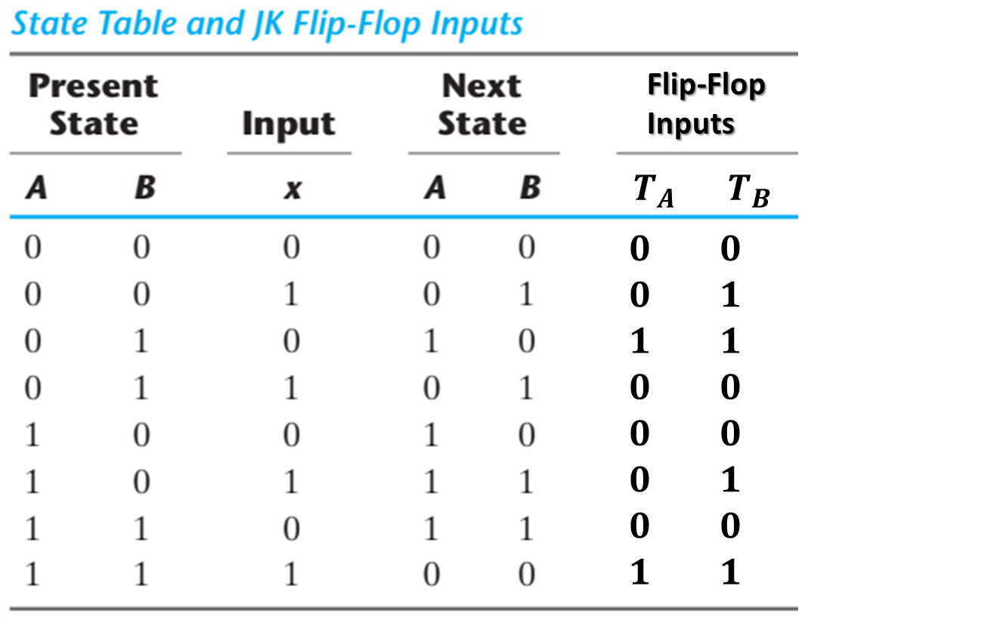 State Table and JK Flip-Flop Inputs
Present State Input Next State Flip-Flop Inputs
A B x A B T_A T_B
0 0 0 0 0 0 0
0 0 1 0 1 0 1
0 1 0 1 0 1 1
0 1 1 0 1 0 0
1 0 0 1 0 0 0
1 0 1 1 1 0 1
1 1 0 1 1 0 0
1 1 1 0 0 1 1